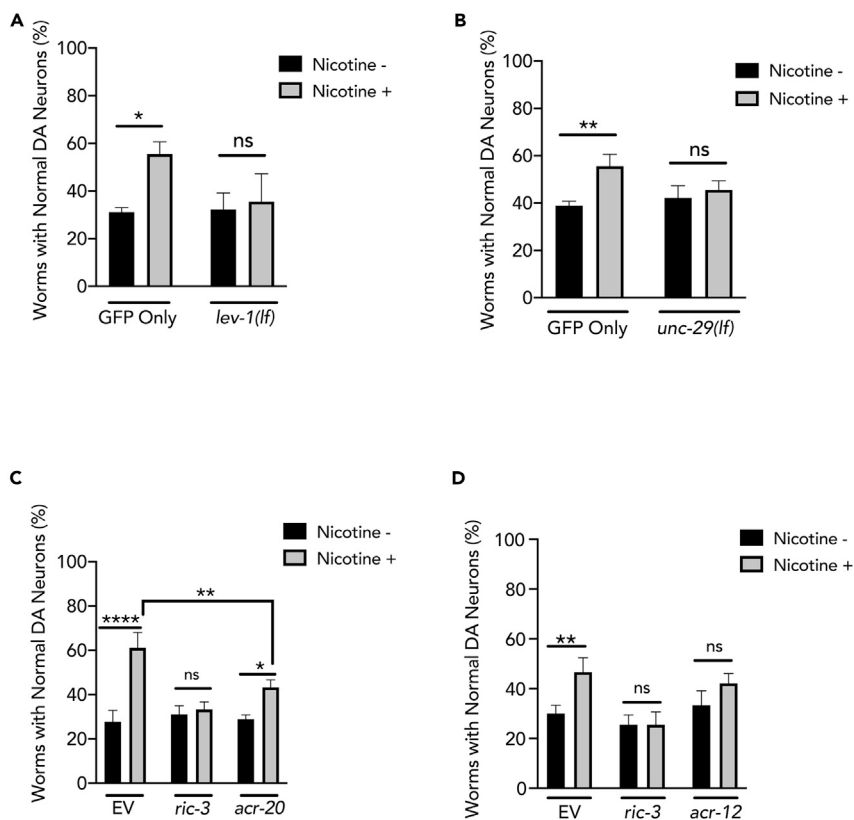 A
Worms with Normal DA Neurons (%)
100
80
60
40
20
0
*
ns
Nicotine -
Nicotine +
GFP Only
lev-1(lf)
B
Worms with Normal DA Neurons (%)
100
80
60
40
20
0
**
ns
Nicotine -
Nicotine +
GFP Only
unc-29(lf)
C
Worms with Normal DA Neurons (%)
100
80
60
40
20
0
****
ns
**
*
Nicotine -
Nicotine +
EV
ric-3
acr-20
D
Worms with Normal DA Neurons (%)
100
80
60
40
20
0
**
ns
ns
Nicotine -
Nicotine +
EV
ric-3
acr-12